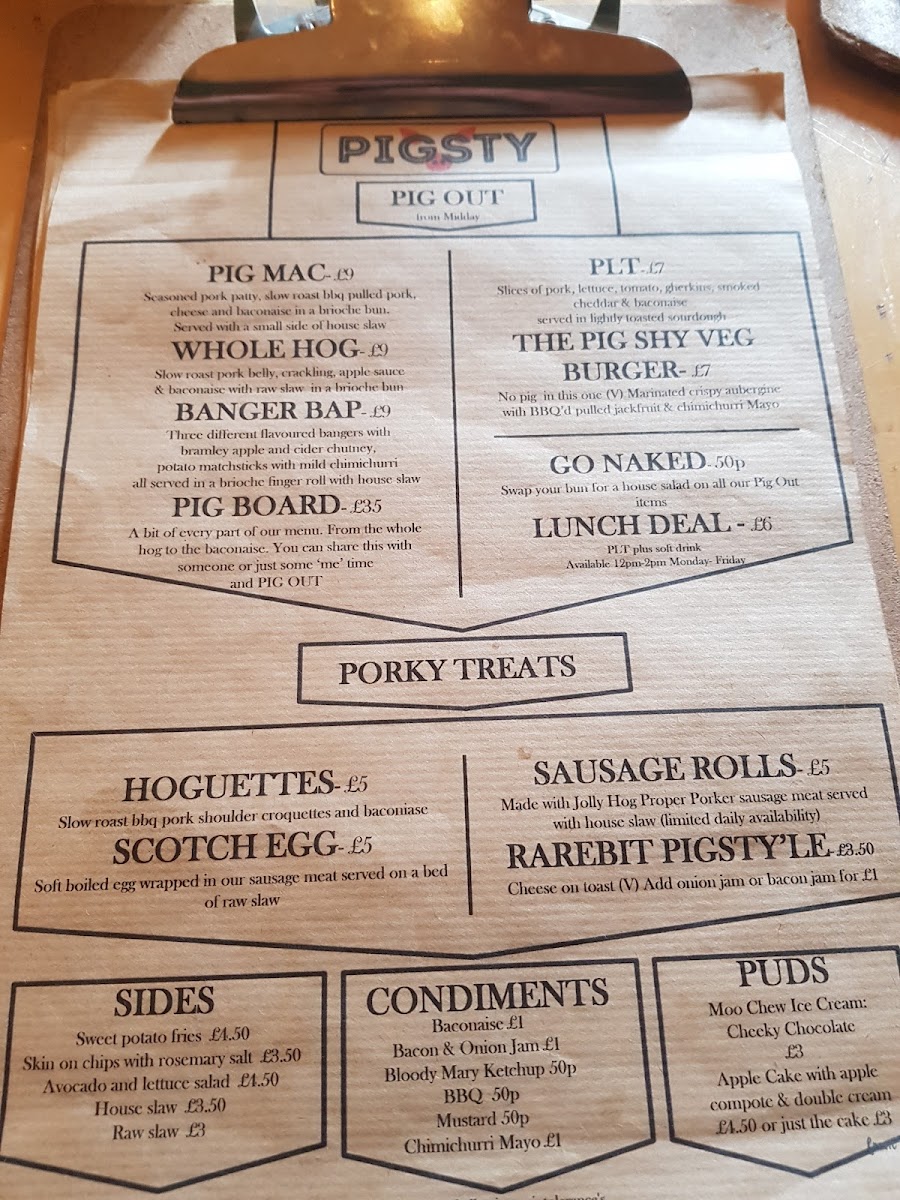 PIGSTY
PIG OUT
from Midday
PIG MAC- £9
Seasoned pork patty, slow roast bbq pulled pork,
cheese and baconaise in a brioche bun.
Served with a small side of house slaw
WHOLE HOG- £9
Slow roast pork belly, crackling, apple sauce
& baconaise with raw slaw in a brioche bun
BANGER BAP- £9
Three different flavoured bangers with
bramley apple and cider chutney,
potato matchsticks with mild chimichurri
all served in a brioche finger roll with house slaw
PIG BOARD- £35
A bit of every part of our menu. From the whole
hog to the baconaise. You can share this with
someone or just some 'me' time
and PIG OUT
PLT- £7
Slices of pork, lettuce, tomato, gherkins, smoked
cheddar & baconaise
served in lightly toasted sourdough
THE PIG SHY VEG
BURGER- £7
No pig in this one (V) Marinated crispy aubergine
with BBQ'd pulled jackfruit & chimichurri Mayo
GO NAKED- 50p
Swap your bun for a house salad on all our Pig Out
items
LUNCH DEAL - £6
PLT plus soft drink
Available 12pm-2pm Monday- Friday
PORKY TREATS
HOGUETTES- £5
Slow roast bbq pork shoulder croquettes and baconiase
SCOTCH EGG- £5
Soft boiled egg wrapped in our sausage meat served on a bed
of raw slaw
SAUSAGE ROLLS- £5
Made with Jolly Hog Proper Porker sausage meat served
with house slaw (limited daily availability)
RAREBIT PIGSTY'LE- £3.50
Cheese on toast (V) Add onion jam or bacon jam for £1
SIDES
Sweet potato fries £4.50
Skin on chips with rosemary salt £3.50
Avocado and lettuce salad £4.50
House slaw £3.50
Raw slaw £3
CONDIMENTS
Baconaise £1
Bacon & Onion Jam £1
Bloody Mary Ketchup 50p
BBQ 50p
Mustard 50p
Chimichurri Mayo £1
PUDS
Moo Chew Ice Cream:
Cheeky Chocolate
£3
Apple Cake with apple
compote & double cream
£4.50 or just the cake £3